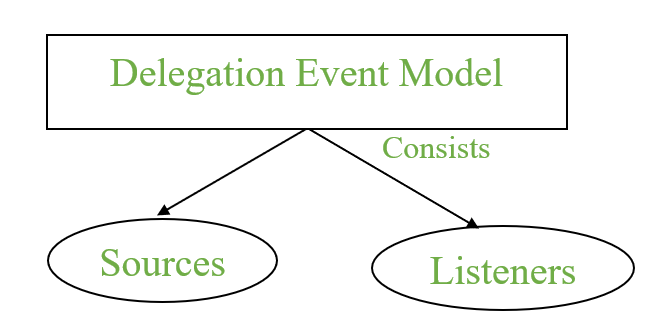 Delegation Event Model
Consists
Sources
Listeners